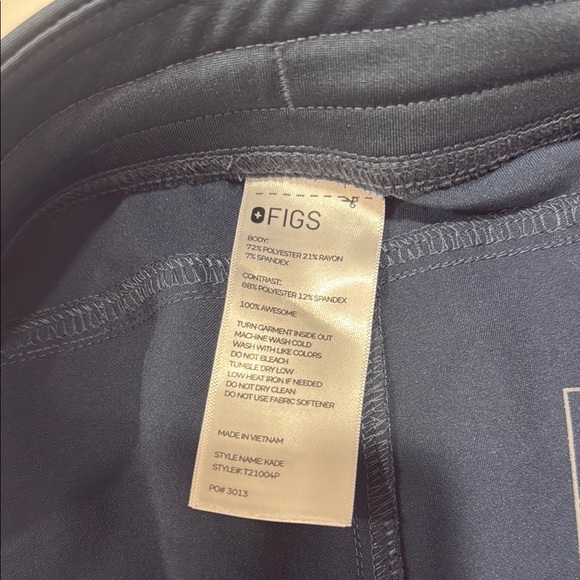 FIGS
BODY:
72% POLYESTER 21% RAYON
7% SPANDEX
CONTRAST:
88% POLYESTER 12% SPANDEX
100% AWESOME
TURN GARMENT INSIDE OUT
MACHINE WASH COLD
WASH WITH LIKE COLORS
DO NOT BLEACH
TUMBLE DRY LOW
LOW HEAT IRON IF NEEDED
DO NOT DRY CLEAN
DO NOT USE FABRIC SOFTENER
MADE IN VIETNAM
STYLE NAME: KADE
STYLE#: T21004P
PO# 3013